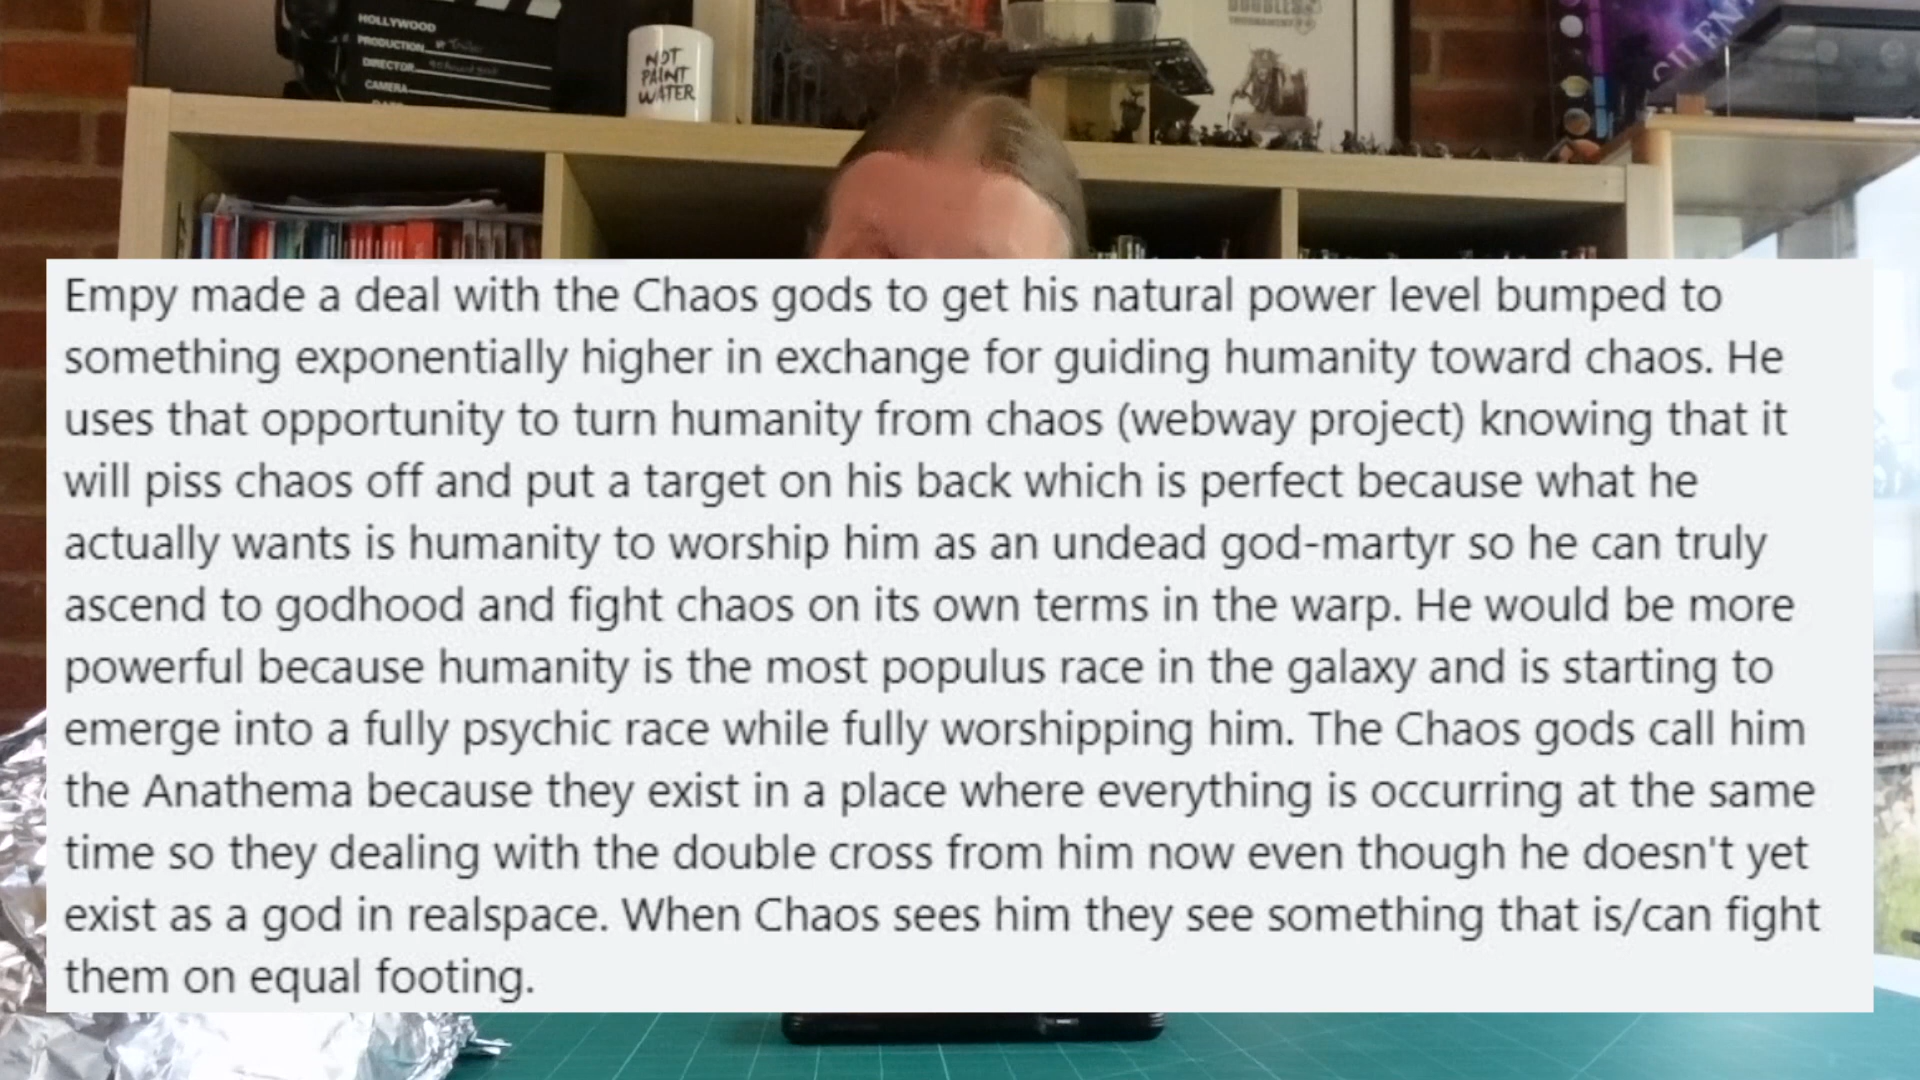 HOLLYWOOD
PRODUCTION
DIRECTOR
CAMERA
NOT
PAINT
WATER
DOUBLES
TOURNAMENT
SILENT
Empy made a deal with the Chaos gods to get his natural power level bumped to
something exponentially higher in exchange for guiding humanity toward chaos. He
uses that opportunity to turn humanity from chaos (webway project) knowing that it
will piss chaos off and put a target on his back which is perfect because what he
actually wants is humanity to worship him as an undead god-martyr so he can truly
ascend to godhood and fight chaos on its own terms in the warp. He would be more
powerful because humanity is the most populus race in the galaxy and is starting to
emerge into a fully psychic race while fully worshipping him. The Chaos gods call him
the Anathema because they exist in a place where everything is occurring at the same
time so they dealing with the double cross from him now even though he doesn't yet
exist as a god in realspace. When Chaos sees him they see something that is/can fight
them on equal footing.